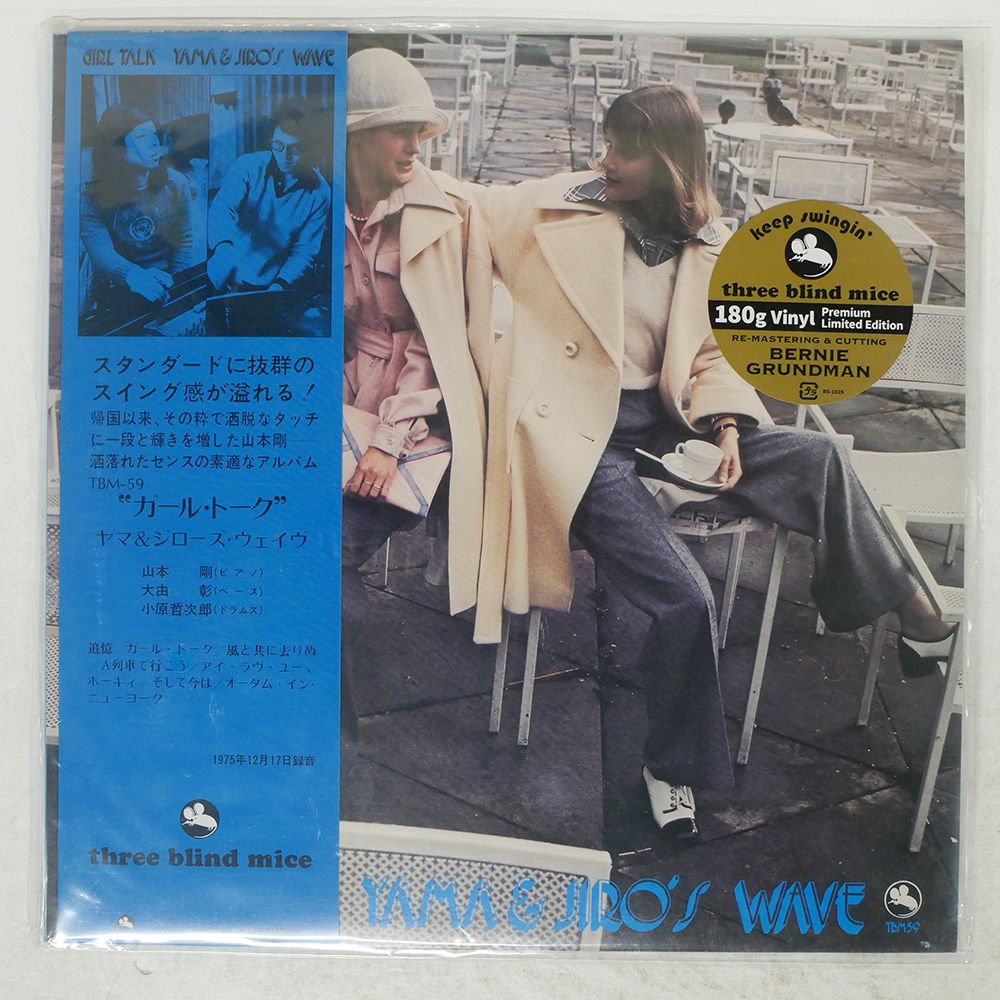 GIRL TALK YAMA & JIRO'S WAVE
スタンダードに抜群の
スイング感が溢れる!
帰国以来、その粋で洒脱なタッチ
に一段と輝きを増した山本剛──
洒落れたセンスの素適なアルバム
TBM-59
“ガール・トーク”
ヤマ&ジローズ・ウェイヴ
山本 剛(ピアノ)
大由 彰(ベース)
小原哲次郎(ドラムス)
追憶/ガール・トーク/風と共に去りぬ
/A列車で行こう/アイ・ラヴ・ユー、
ポーギィ/そして今は/オータム・イン・
ニューヨーク
1975年12月17日録音
three blind mice
keep swingin'
three blind mice
180g Vinyl Premium
Limited Edition
RE-MASTERING & CUTTING
BERNIE
GRUNDMAN
RS-1525
YAMA & JIRO'S WAVE
TBM59